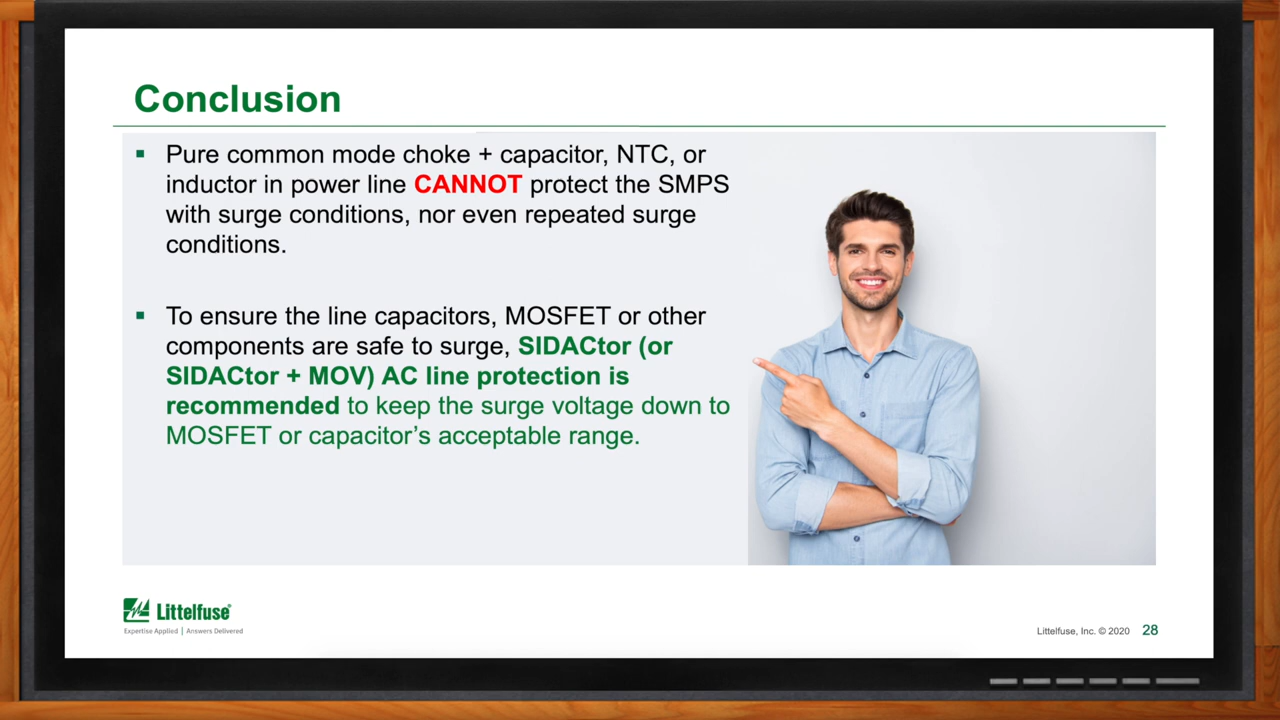 Conclusion
▪ Pure common mode choke + capacitor, NTC, or
inductor in power line CANNOT protect the SMPS
with surge conditions, nor even repeated surge
conditions.
▪ To ensure the line capacitors, MOSFET or other
components are safe to surge, SIDACtor (or
SIDACtor + MOV) AC line protection is
recommended to keep the surge voltage down to
MOSFET or capacitor’s acceptable range.
Littelfuse®
Expertise Applied | Answers Delivered
Littelfuse, Inc. © 2020 28